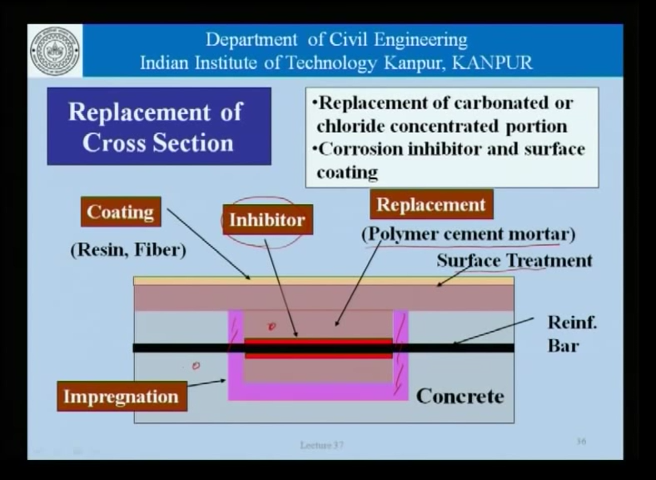 Department of Civil Engineering
Indian Institute of Technology Kanpur, KANPUR
Replacement of
Cross Section
•Replacement of carbonated or
chloride concentrated portion
•Corrosion inhibitor and surface
coating
Coating
(Resin, Fiber)
Inhibitor
Replacement
(Polymer cement mortar)
Surface Treatment
Reinf.
Bar
Impregnation
Concrete
Lecture 37
36